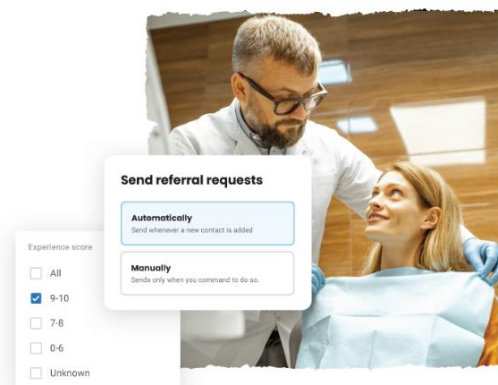 Send referral requests
Automatically
Send whenever a new contact is added
Manually
Sends only when you command to do so.
Experience score
All
9-10
7-8
0-6
Unknown